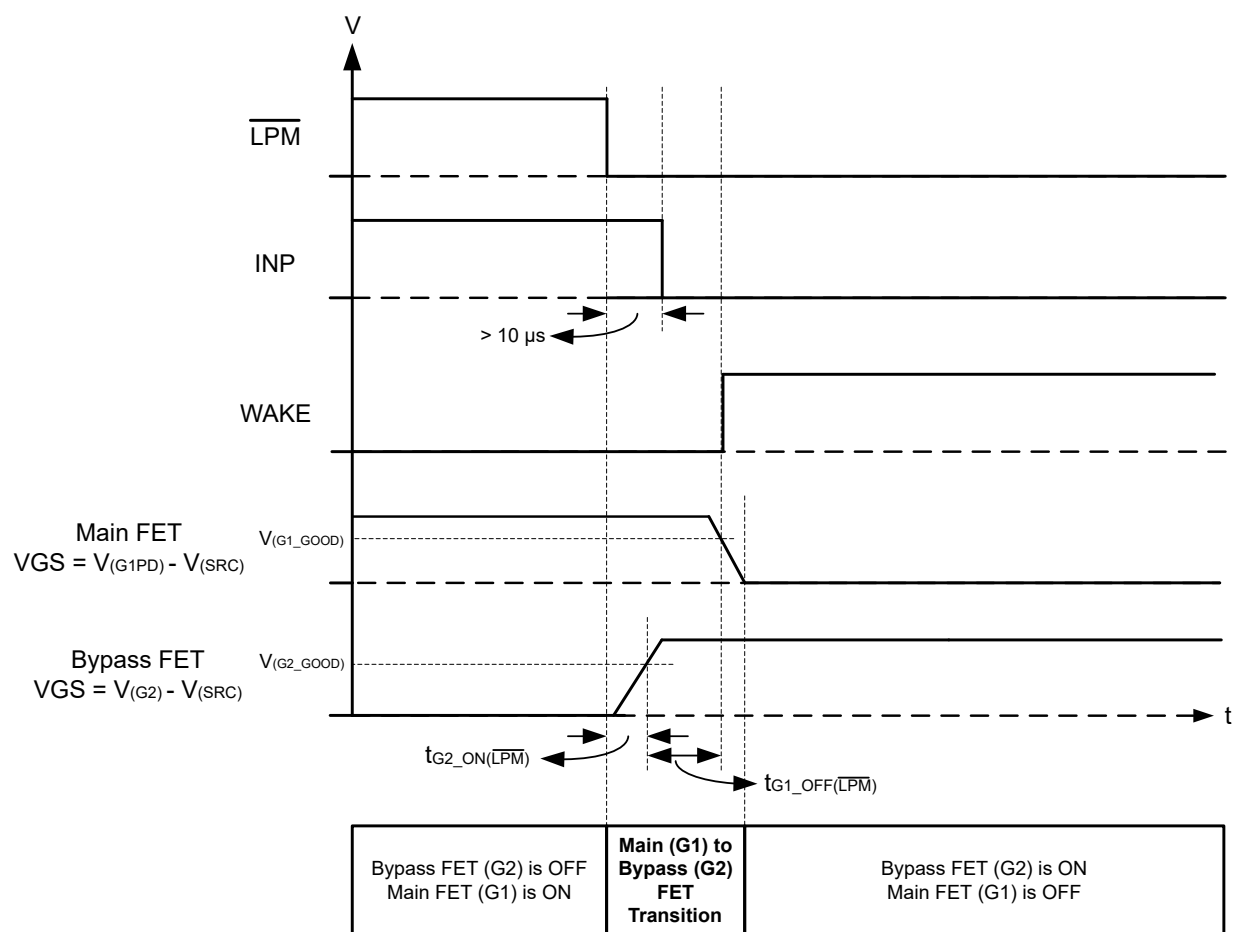 V
LPM
INP
> 10 µs
WAKE
Main FET
VGS = V(G1PD) - V(SRC)
V(G1_GOOD)
Bypass FET
VGS = V(G2) - V(SRC)
V(G2_GOOD)
t
tG2_ON(LPM)
tG1_OFF(LPM)
Bypass FET (G2) is OFF
Main FET (G1) is ON
Main (G1) to
Bypass (G2)
FET
Transition
Bypass FET (G2) is ON
Main FET (G1) is OFF